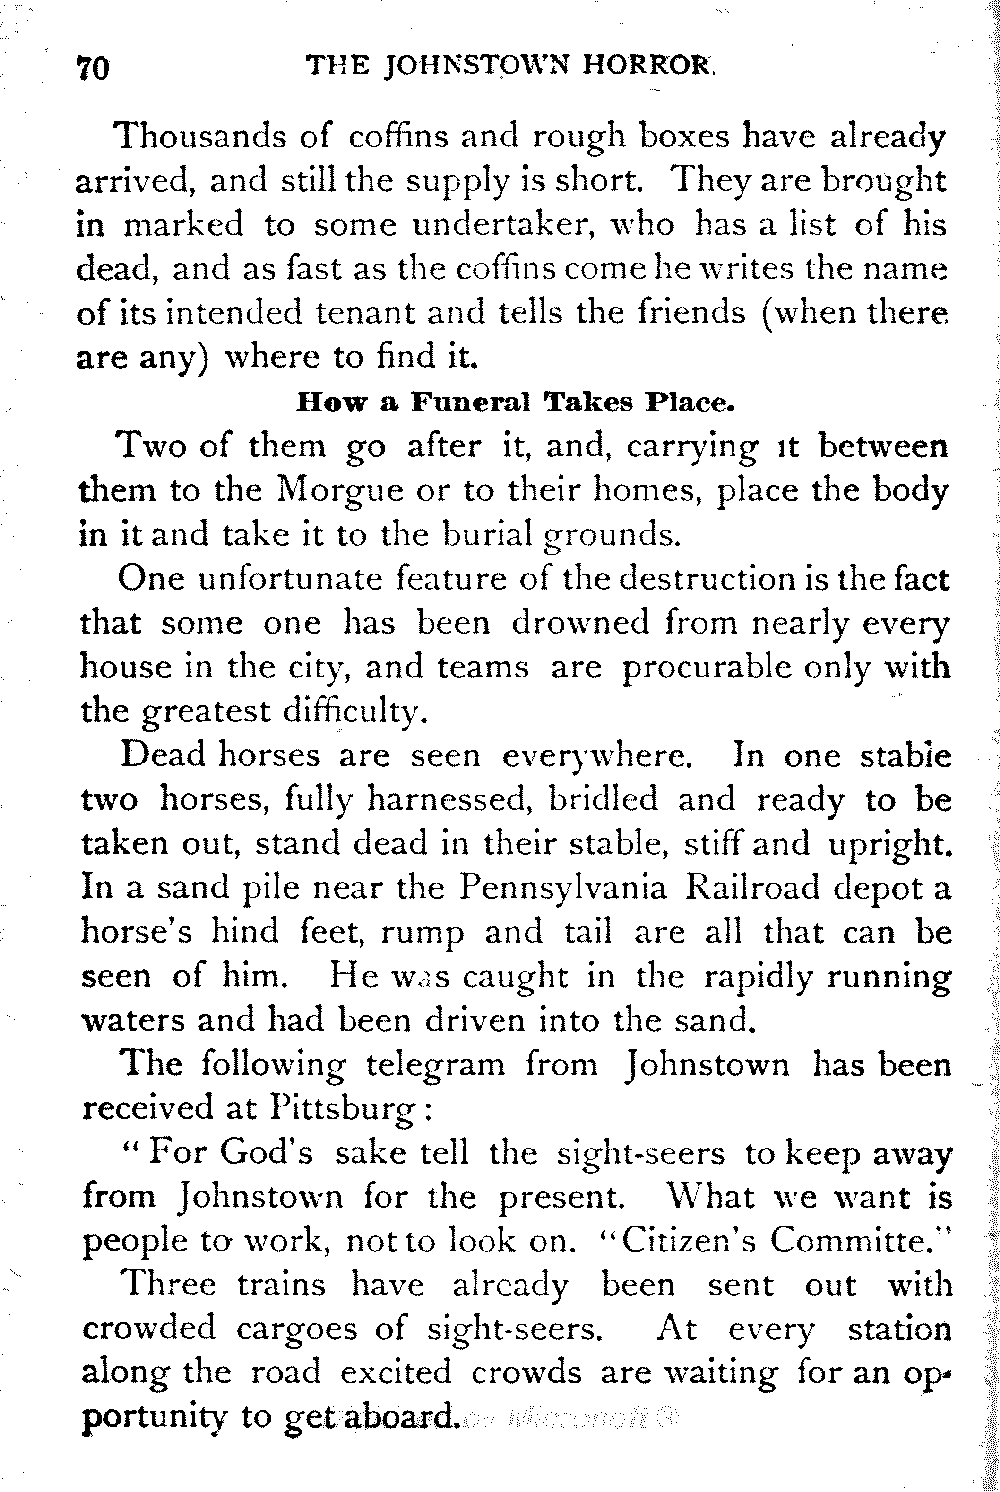 70 THE JOHNSTOWN HORROR.
Thousands of coffins and rough boxes have already
arrived, and still the supply is short. They are brought
in marked to some undertaker, who has a list of his
dead, and as fast as the coffins come he writes the name
of its intended tenant and tells the friends (when there
are any) where to find it.
How a Funeral Takes Place.
Two of them go after it, and, carrying it between
them to the Morgue or to their homes, place the body
in it and take it to the burial grounds.
One unfortunate feature of the destruction is the fact
that some one has been drowned from nearly every
house in the city, and teams are procurable only with
the greatest difficulty.
Dead horses are seen everywhere. In one stable
two horses, fully harnessed, bridled and ready to be
taken out, stand dead in their stable, stiff and upright.
In a sand pile near the Pennsylvania Railroad depot a
horse's hind feet, rump and tail are all that can be
seen of him. He was caught in the rapidly running
waters and had been driven into the sand.
The following telegram from Johnstown has been
received at Pittsburg:
"For God's sake tell the sight-seers to keep away
from Johnstown for the present. What we want is
people to work, not to look on. "Citizen's Committe."
Three trains have already been sent out with
crowded cargoes of sight-seers. At every station
along the road excited crowds are waiting for an op-
portunity to get aboard. Microsoft ®